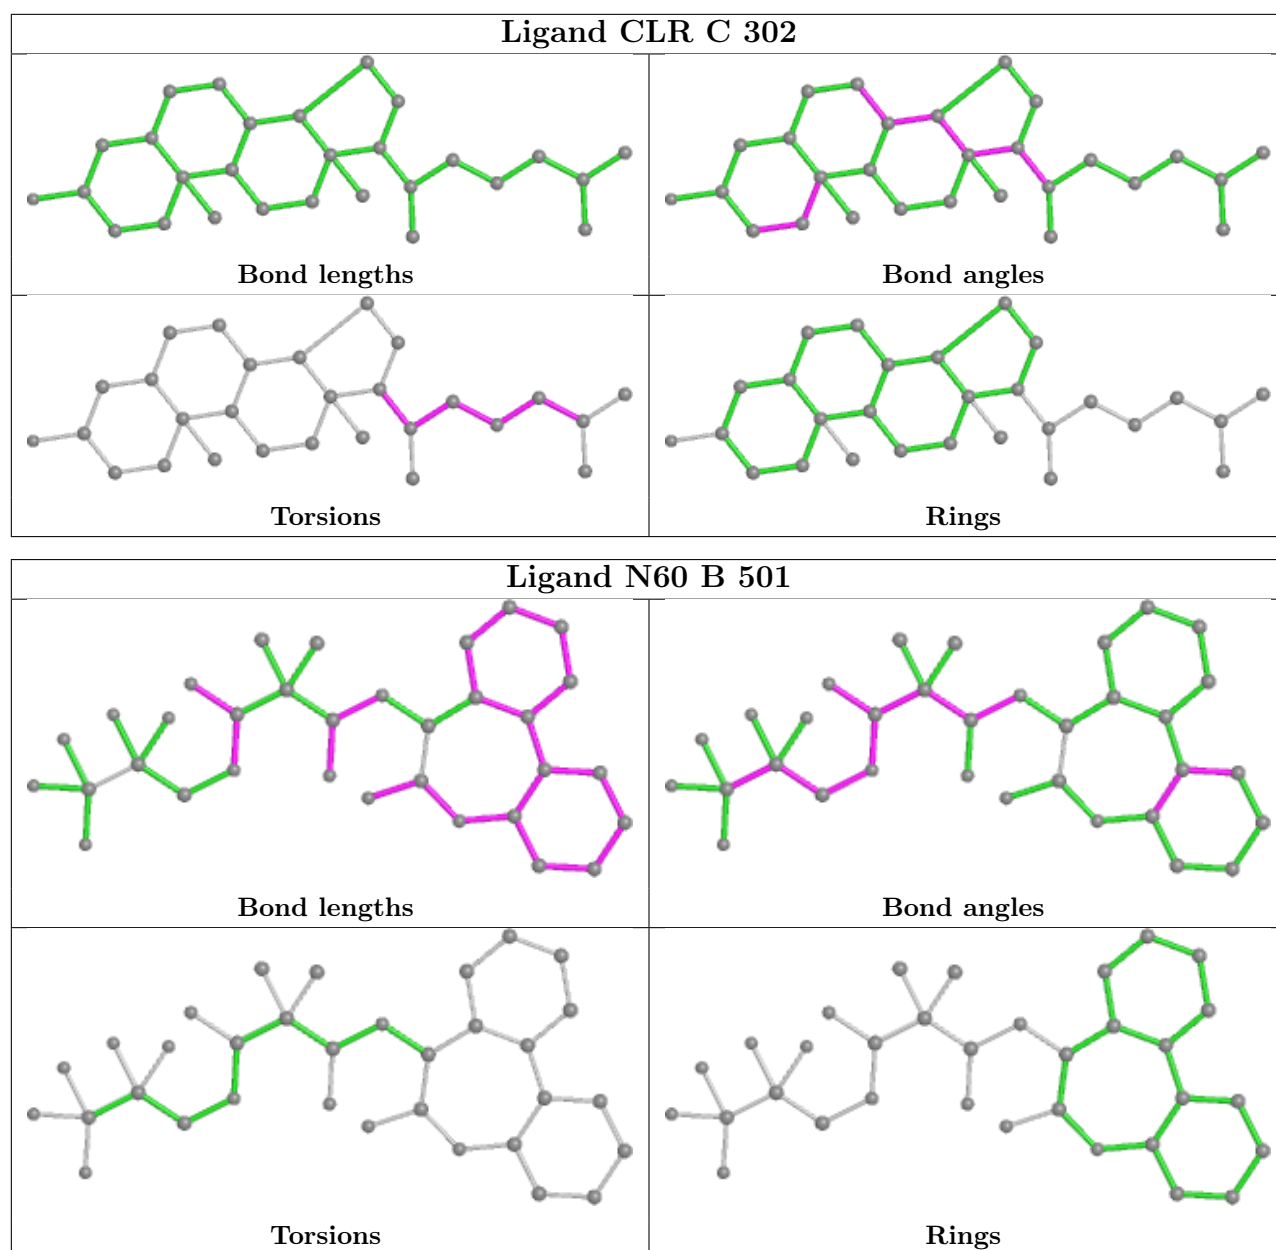 Ligand CLR C 302
Bond lengths
Bond angles
Torsions
Rings
Ligand N60 B 501
Bond lengths
Bond angles
Torsions
Rings